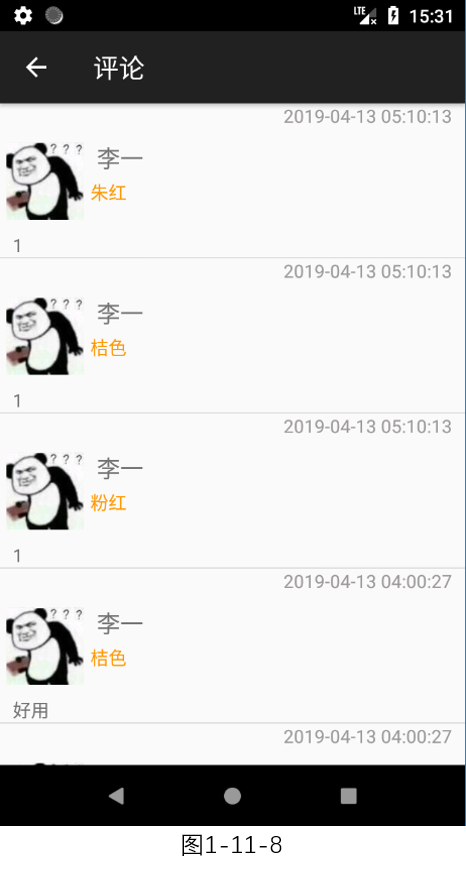 LTE 15:31
评论
2019-04-13 05:10:13
? ? ?
李一
朱红
1
2019-04-13 05:10:13
? ? ?
李一
桔色
1
2019-04-13 05:10:13
? ? ?
李一
粉红
1
2019-04-13 04:00:27
? ? ?
李一
桔色
好用
2019-04-13 04:00:27
图1-11-8